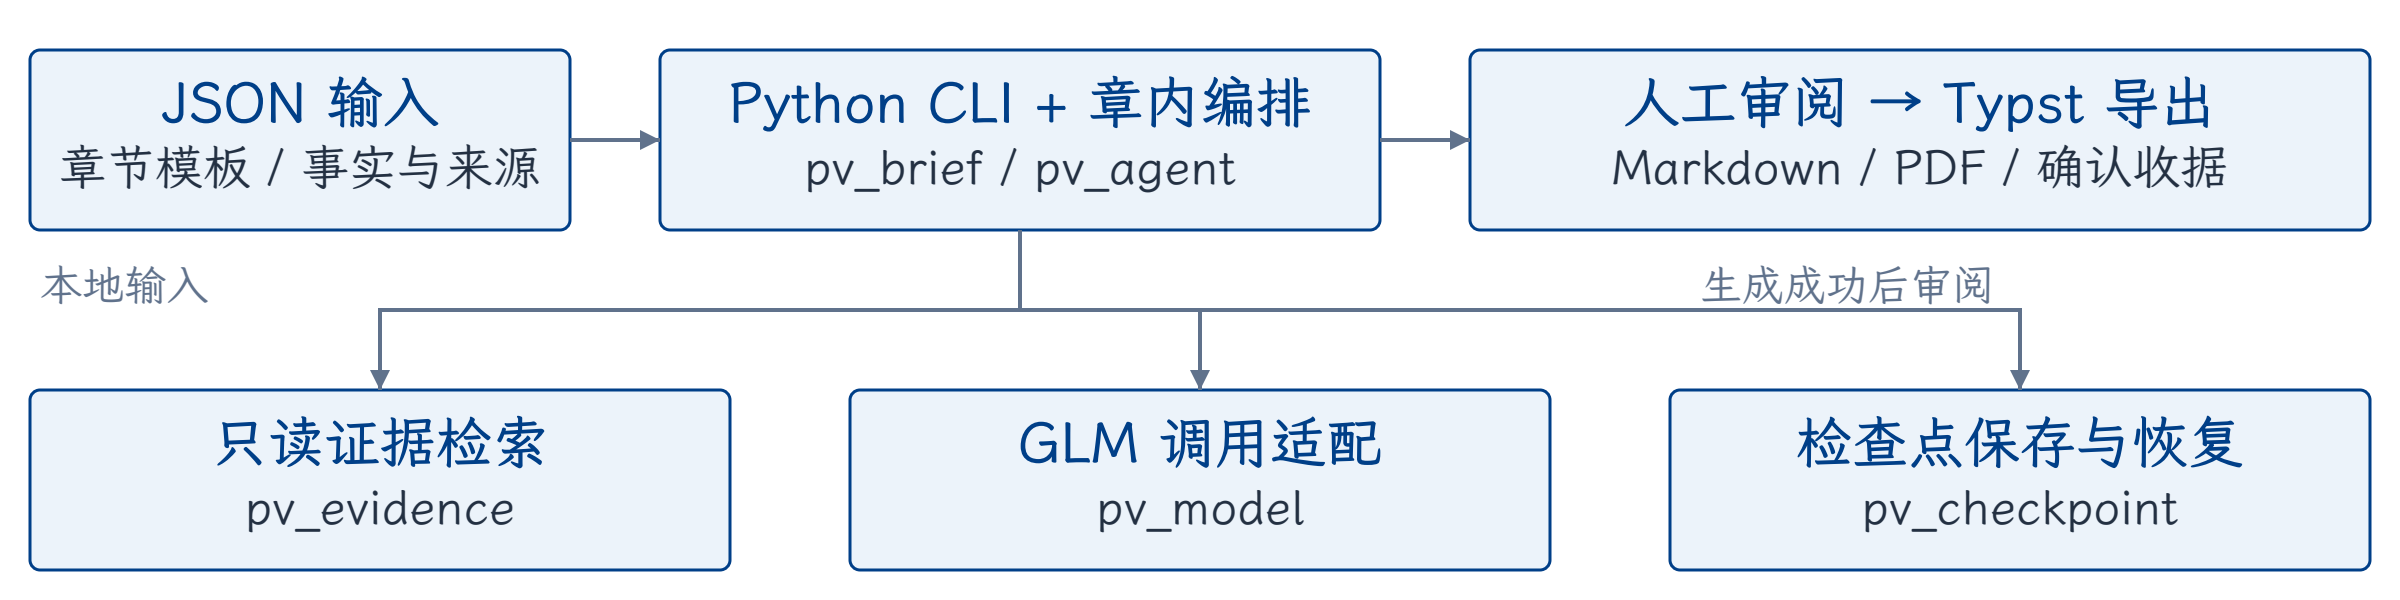 JSON 输入
章节模板 / 事实与来源
Python CLI + 章内编排
pv_brief / pv_agent
人工审阅 → Typst 导出
Markdown / PDF / 确认收据
本地输入
生成成功后审阅
只读证据检索
pv_evidence
GLM 调用适配
pv_model
检查点保存与恢复
pv_checkpoint